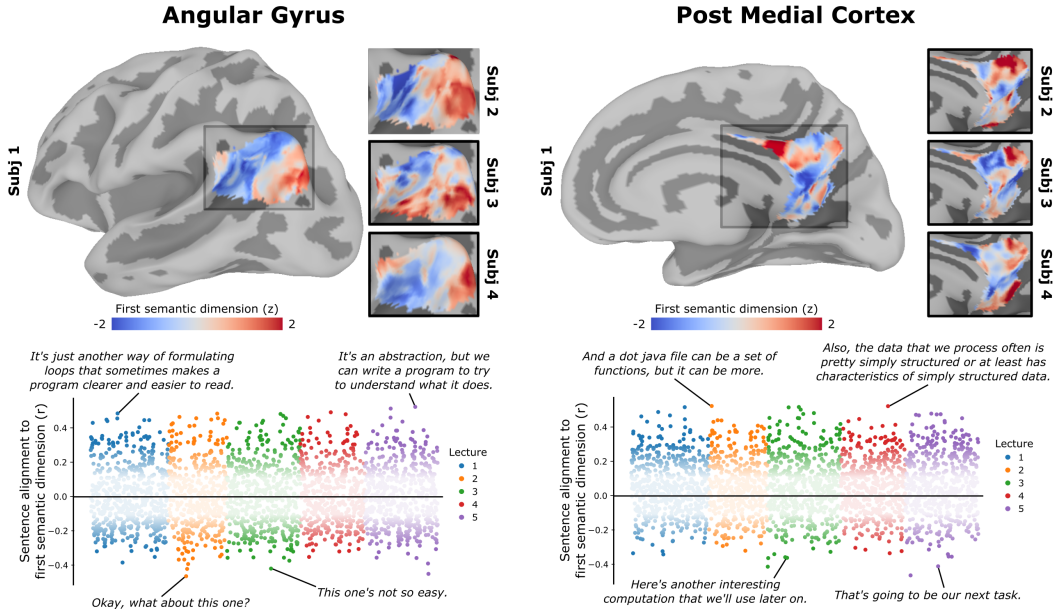 Angular Gyrus
Subj 1
Subj 2
Subj 3
Subj 4
First semantic dimension (z)
-2
2
It's just another way of formulating
loops that sometimes makes a
program clearer and easier to read.
It's an abstraction, but we
can write a program to try
to understand what it does.
Sentence alignment to
first semantic dimension (r)
0.4
0.2
0.0
−0.2
−0.4
Lecture
1
2
3
4
5
Okay, what about this one?
This one's not so easy.
Post Medial Cortex
Subj 1
Subj 2
Subj 3
Subj 4
First semantic dimension (z)
-2
2
And a dot java file can be a set of
functions, but it can be more.
Also, the data that we process often is
pretty simply structured or at least has
characteristics of simply structured data.
Sentence alignment to
first semantic dimension (r)
0.4
0.2
0.0
−0.2
−0.4
Lecture
1
2
3
4
5
Here's another interesting
computation that we'll use later on.
That's going to be our next task.